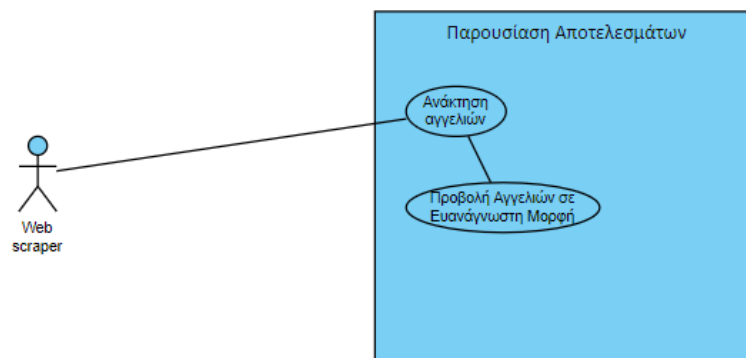 Παρουσίαση Αποτελεσμάτων
Ανάκτηση
αγγελιών
Προβολή Αγγελιών σε
Ευανάγνωστη Μορφή
Web
scraper